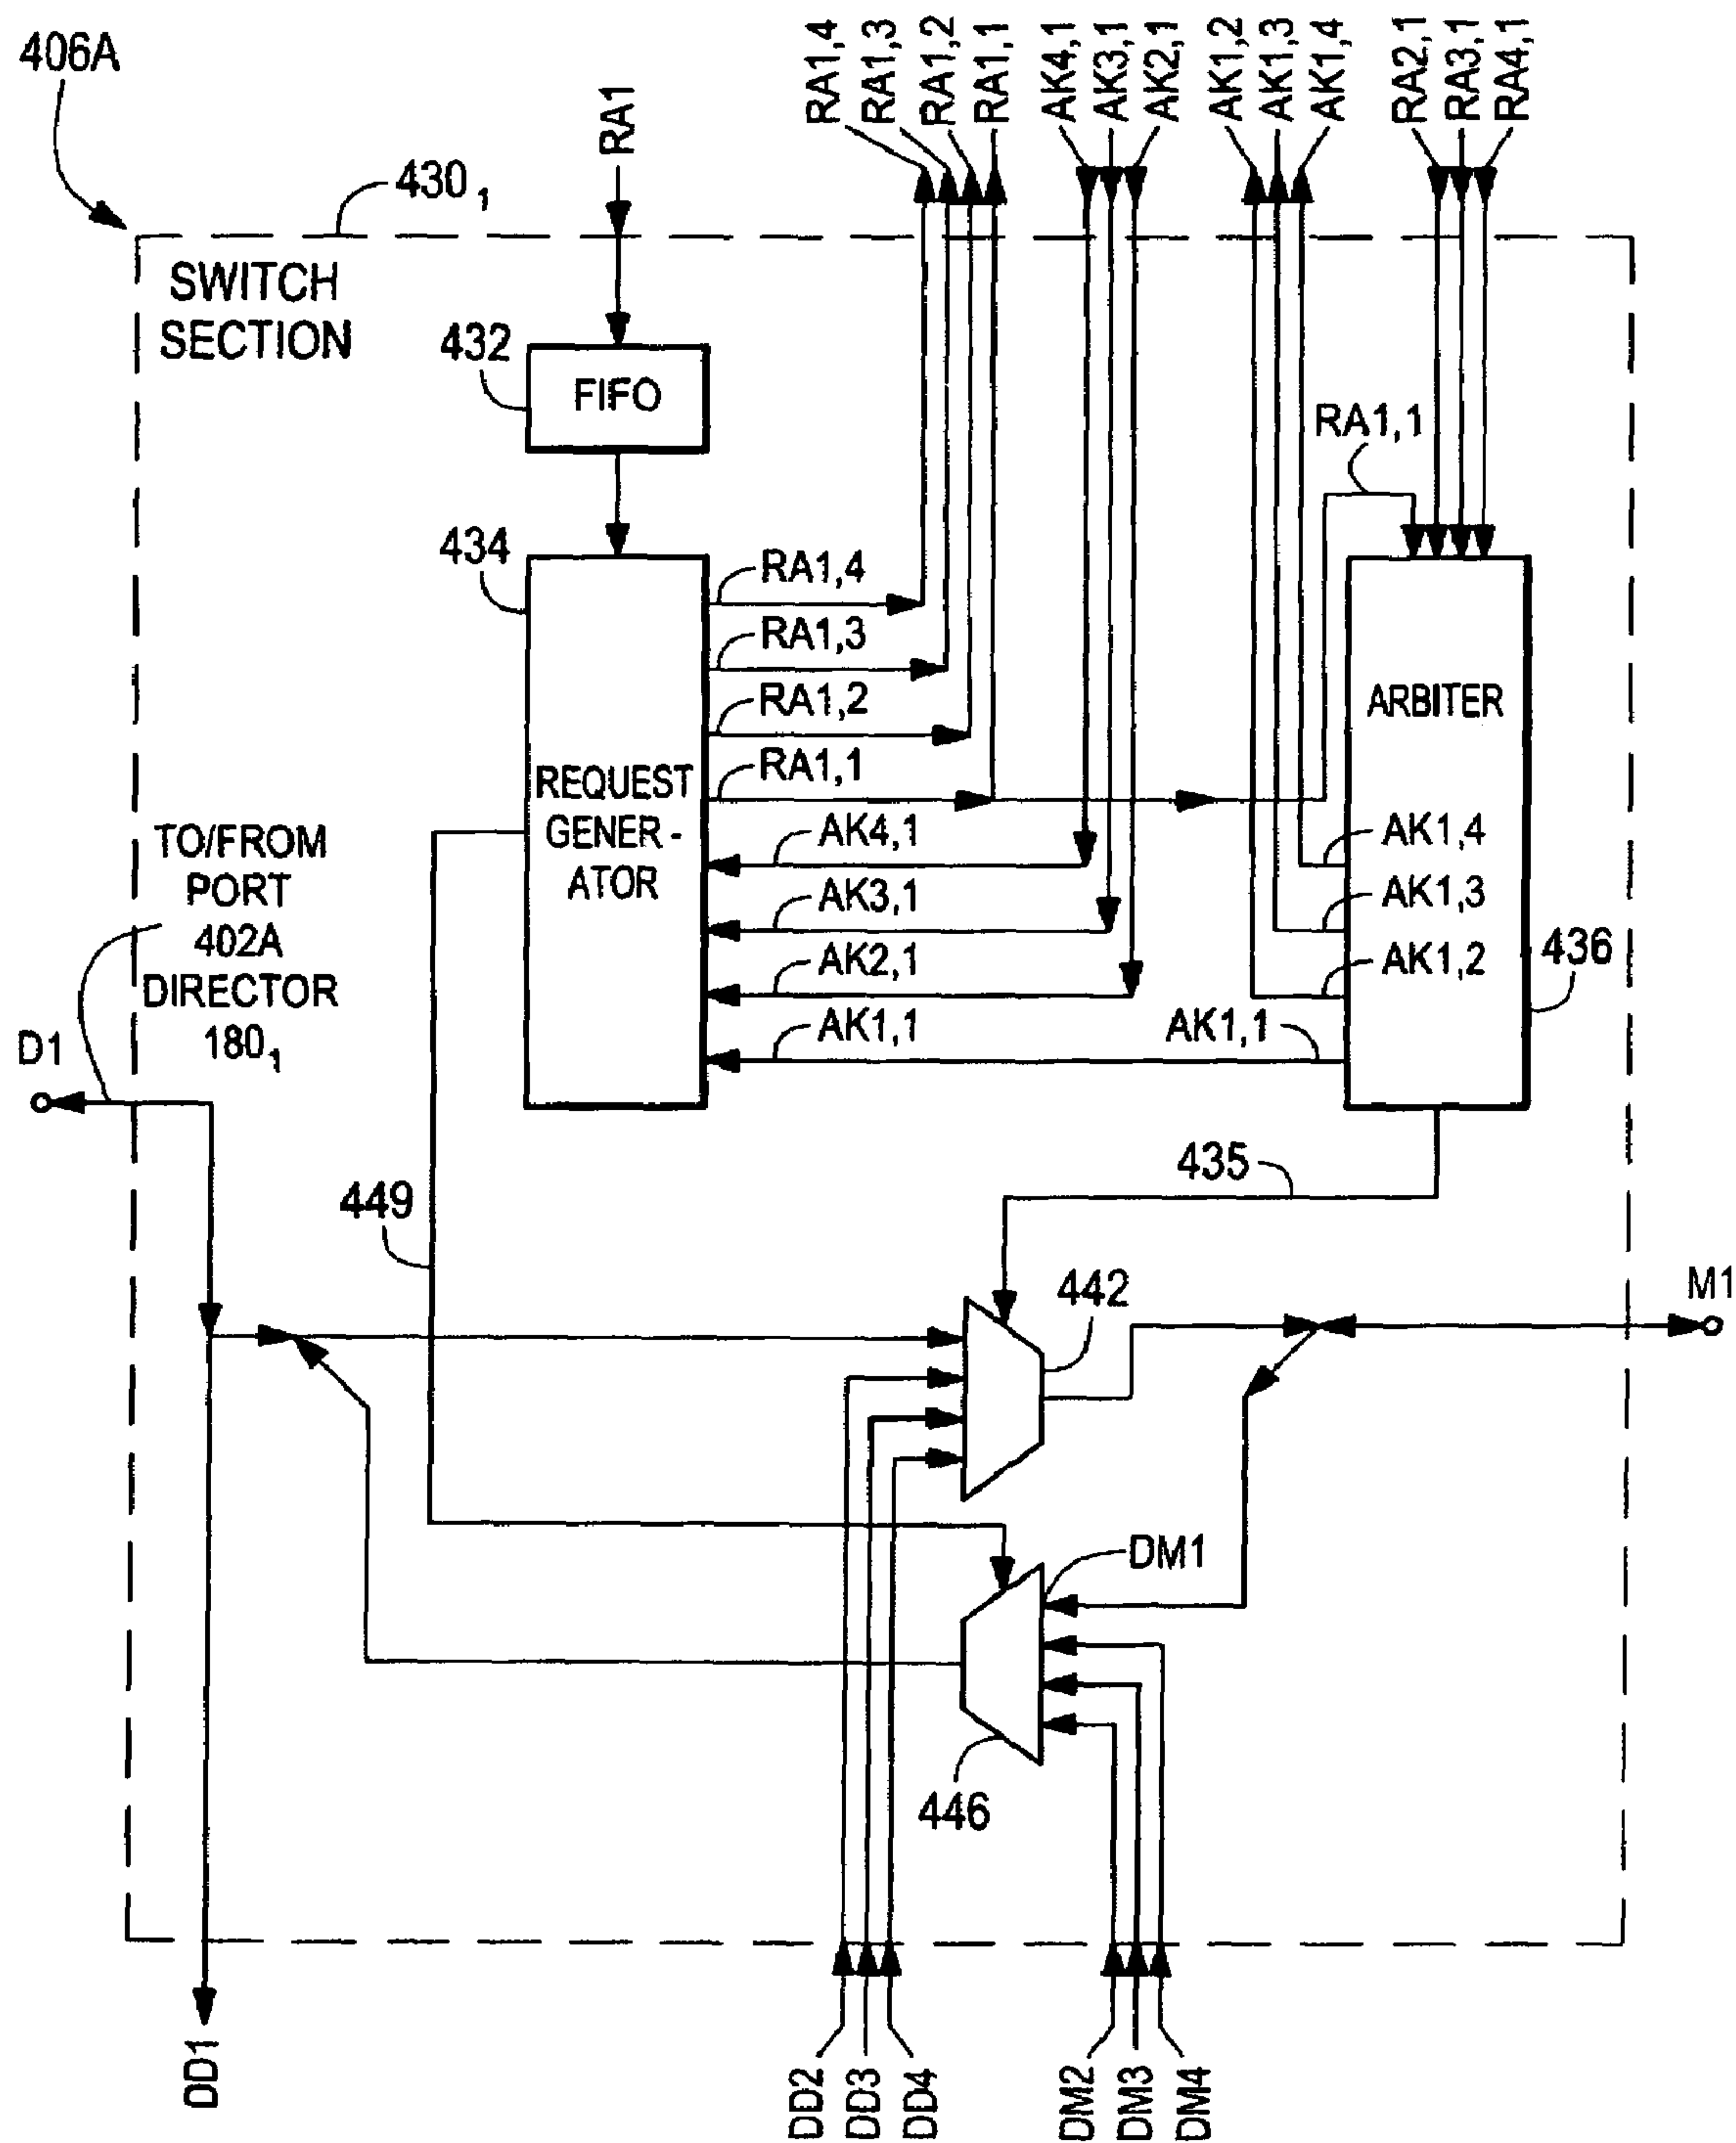 406A
RA1
RA1,4
RA1,3
RA1,2
RA1,1
AK4,1
AK3,1
AK2,1
AK1,2
AK1,3
AK1,4
RA2,1
RA3,1
RA4,1
430₁
SWITCH
SECTION
432
FIFO
RA1,1
434
RA1,4
RA1,3
RA1,2
RA1,1
REQUEST
GENER-
ATOR
ARBITER
AK4,1
AK3,1
AK2,1
AK1,1
AK1,4
AK1,3
AK1,2
AK1,1
436
TO/FROM
PORT
402A
DIRECTOR
180₁
D1
435
449
442
M1
DM1
446
DD1
DD2
DD3
DD4
DM2
DM3
DM4